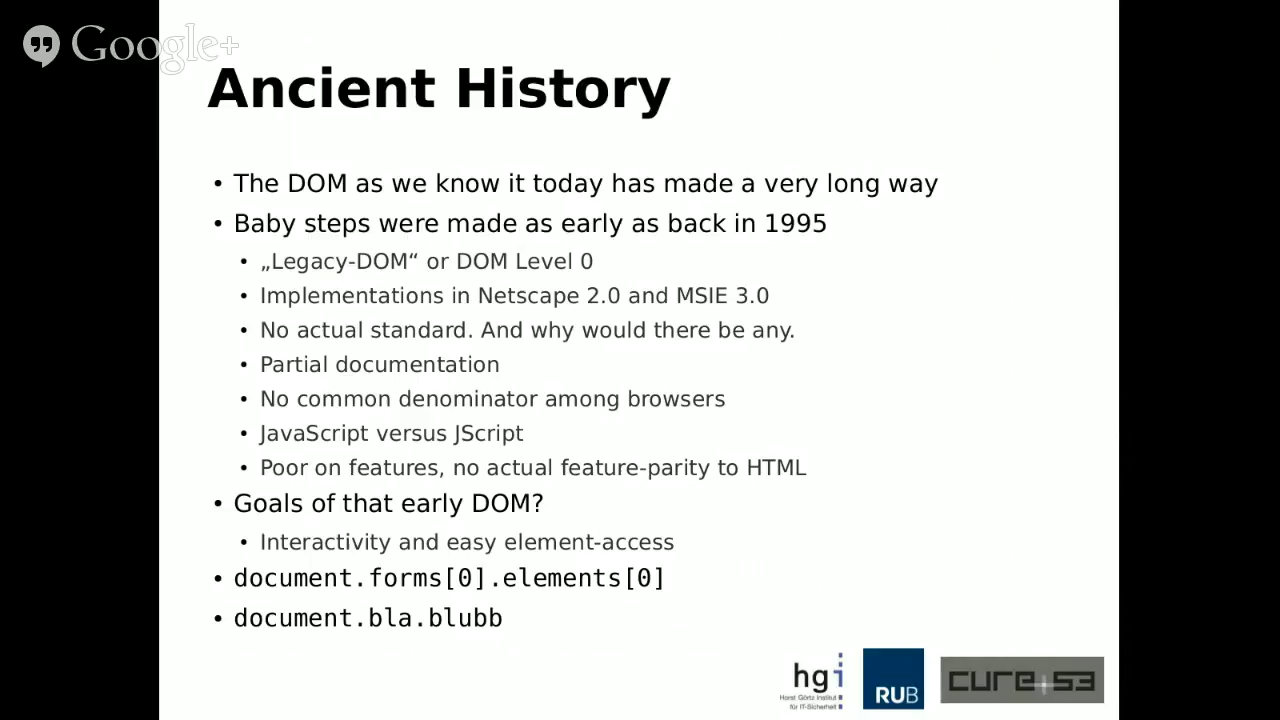 Google+
Ancient History
• The DOM as we know it today has made a very long way
• Baby steps were made as early as back in 1995
• „Legacy-DOM“ or DOM Level 0
• Implementations in Netscape 2.0 and MSIE 3.0
• No actual standard. And why would there be any.
• Partial documentation
• No common denominator among browsers
• JavaScript versus JScript
• Poor on features, no actual feature-parity to HTML
• Goals of that early DOM?
• Interactivity and easy element-access
• document.forms[0].elements[0]
• document.bla.blubb
hgi
Horst Görtz Institut
für IT-Sicherheit
RUB
cure+53